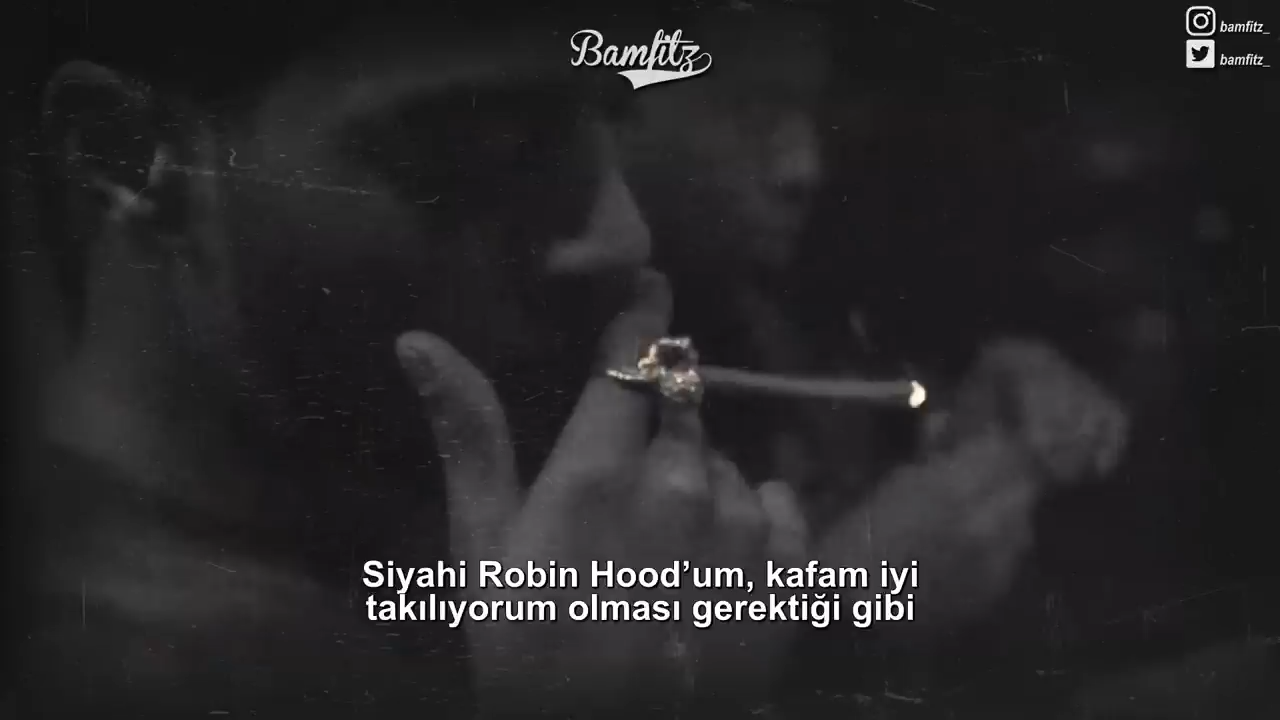 Bamfitz
bamfitz_
bamfitz_
Siyahi Robin Hood’um, kafam iyi
takılıyorum olması gerektiği gibi